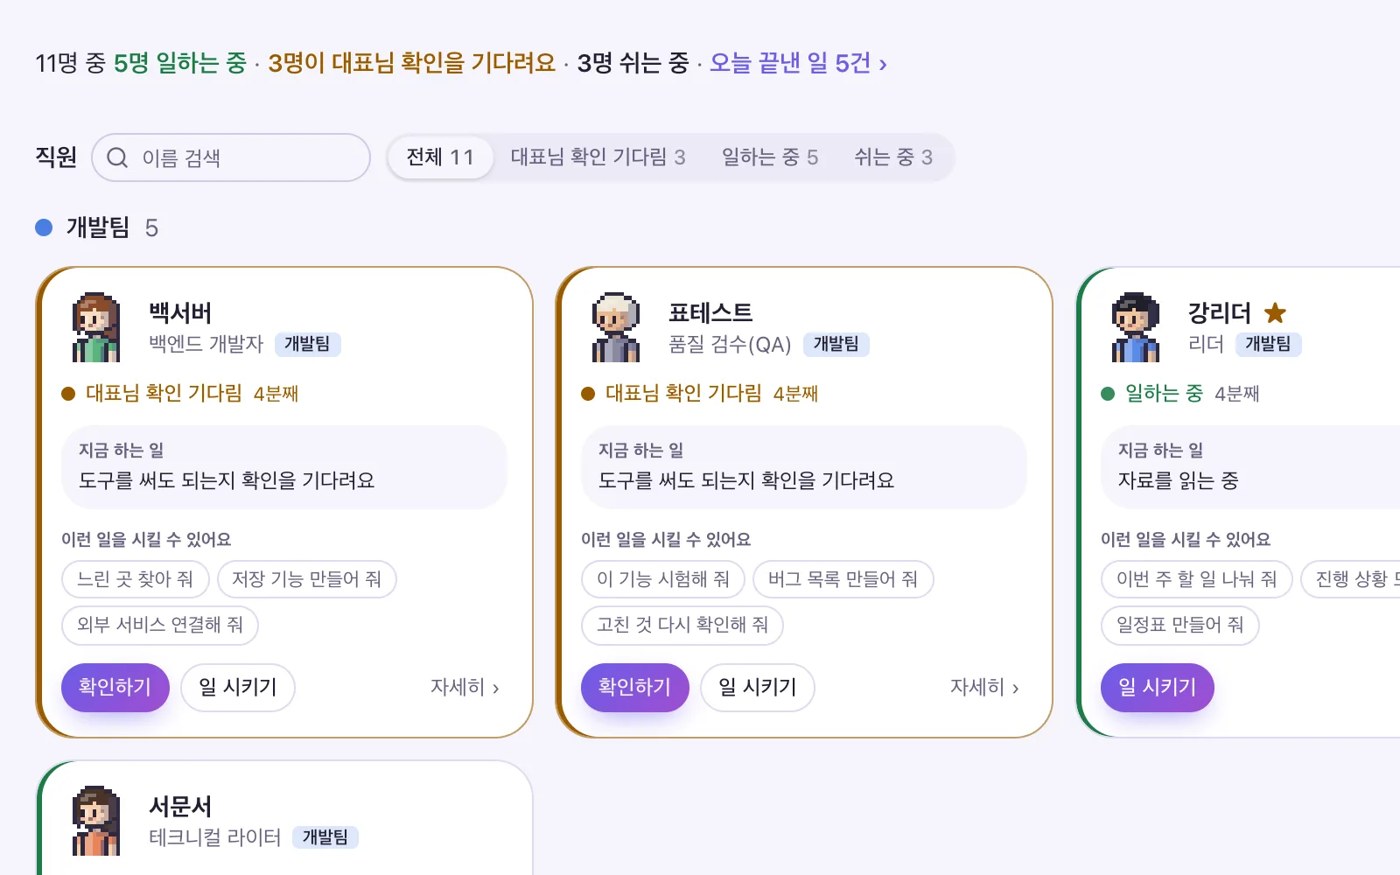 11명 중 5명 일하는 중 · 3명이 대표님 확인을 기다려요 · 3명 쉬는 중 · 오늘 끝낸 일 5건 ›
직원 이름 검색 전체 11 대표님 확인 기다림 3 일하는 중 5 쉬는 중 3
개발팀 5
백서버
백엔드 개발자 개발팀
대표님 확인 기다림 4분째
지금 하는 일
도구를 써도 되는지 확인을 기다려요
이런 일을 시킬 수 있어요
느린 곳 찾아 줘 저장 기능 만들어 줘
외부 서비스 연결해 줘
확인하기 일 시키기 자세히 ›
표테스트
품질 검수(QA) 개발팀
대표님 확인 기다림 4분째
지금 하는 일
도구를 써도 되는지 확인을 기다려요
이런 일을 시킬 수 있어요
이 기능 시험해 줘 버그 목록 만들어 줘
고친 것 다시 확인해 줘
확인하기 일 시키기 자세히 ›
강리더
리더 개발팀
일하는 중 4분째
지금 하는 일
자료를 읽는 중
이런 일을 시킬 수 있어요
이번 주 할 일 나눠 줘 진행 상황
일정표 만들어 줘
일 시키기
서문서
테크니컬 라이터 개발팀